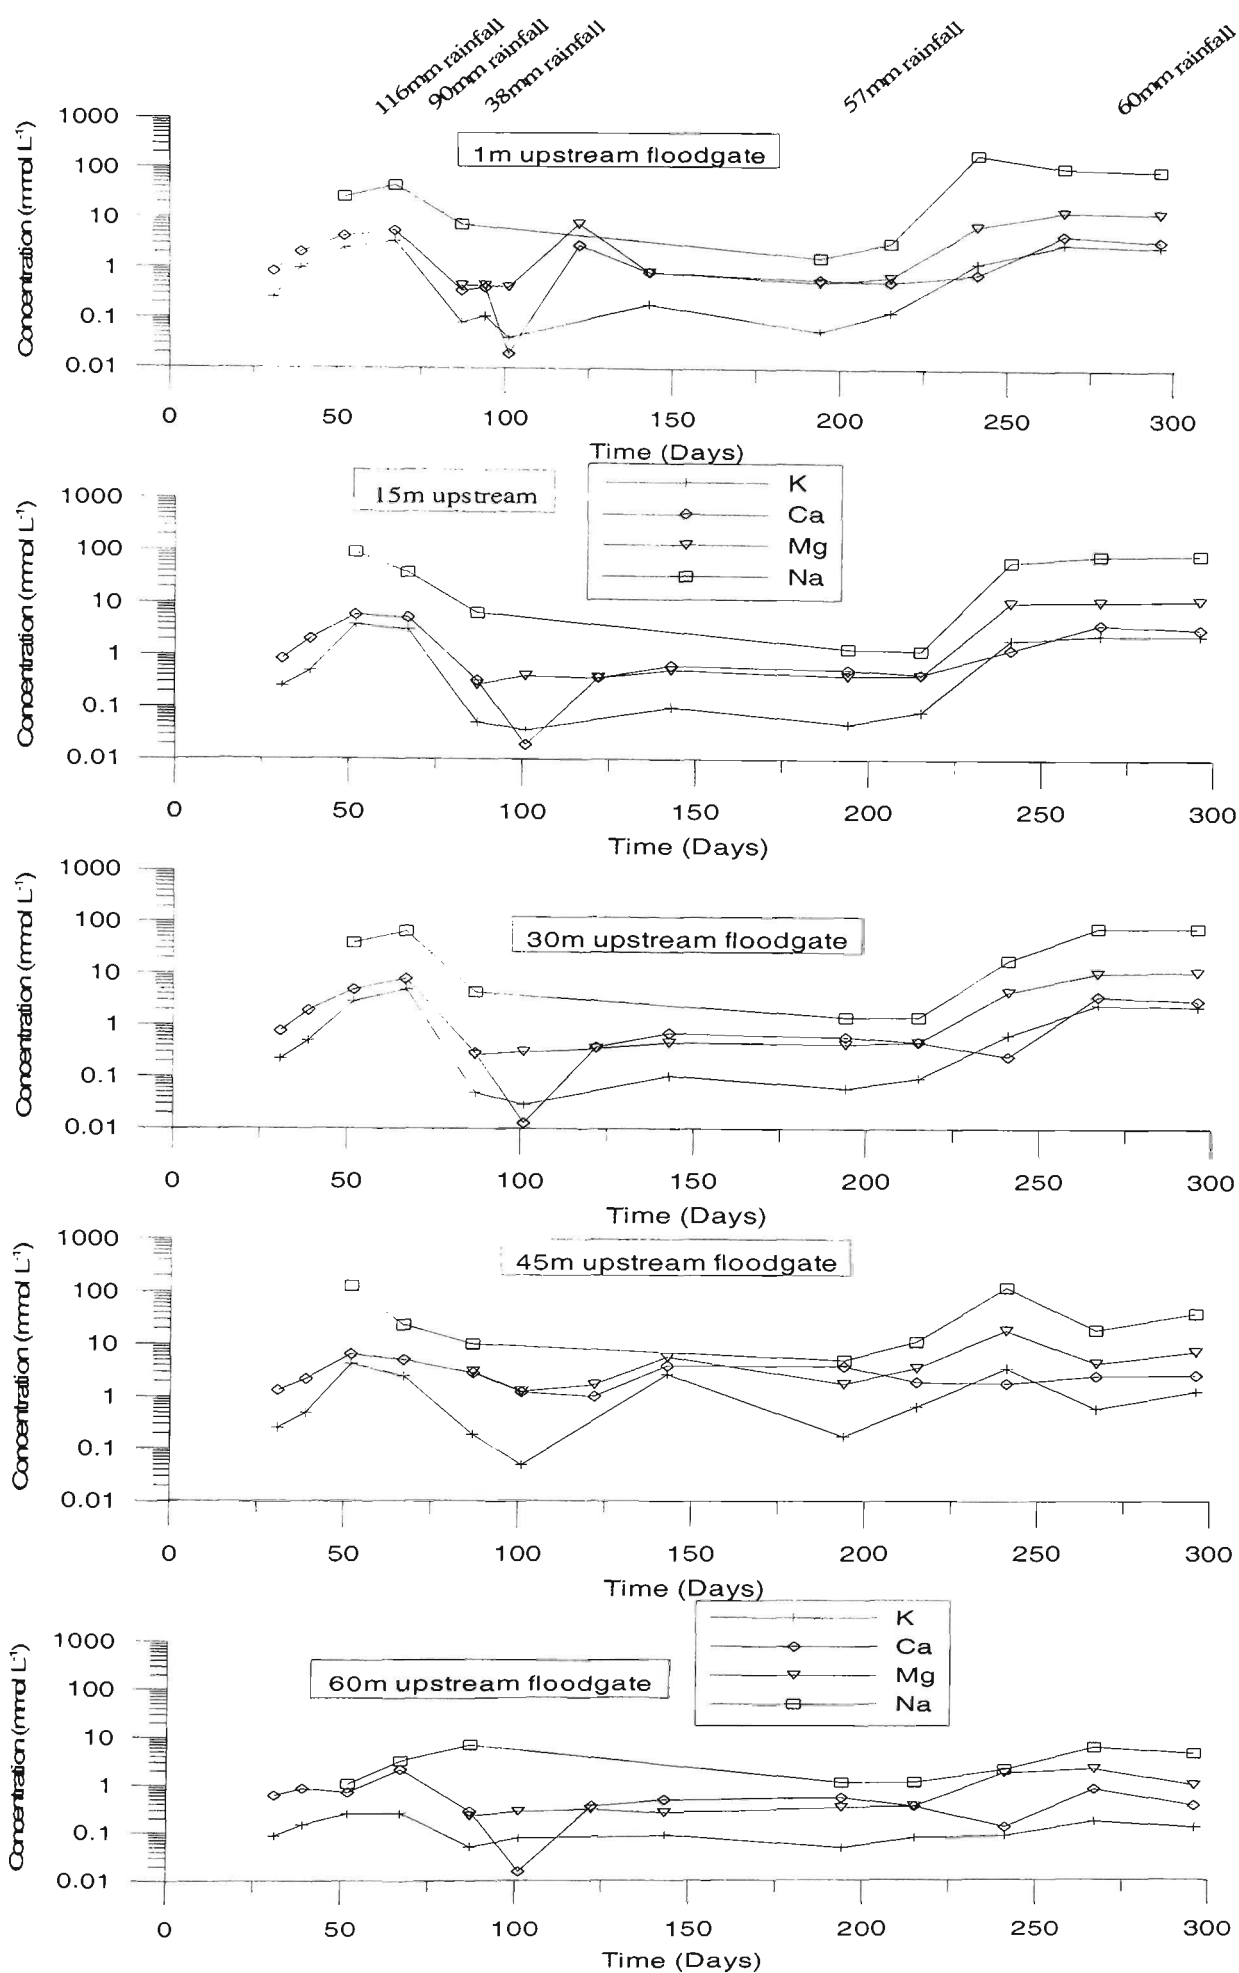 116mm rainfall
90mm rainfall
38mm rainfall
57mm rainfall
60mm rainfall
1m upstream floodgate
Concentration (mmol L⁻¹)
1000
100
10
1
0.1
0.01
0 50 100 150 200 250 300
Time (Days)
15m upstream
K
Ca
Mg
Na
Concentration (mmol L⁻¹)
1000
100
10
1
0.1
0.01
0 50 100 150 200 250 300
Time (Days)
30m upstream floodgate
Concentration (mmol L⁻¹)
1000
100
10
1
0.1
0.01
0 50 100 150 200 250 300
Time (Days)
45m upstream floodgate
Concentration (mmol L⁻¹)
1000
100
10
1
0.1
0.01
0 50 100 150 200 250 300
Time (Days)
K
Ca
Mg
Na
60m upstream floodgate
Concentration (mmol L⁻¹)
1000
100
10
1
0.1
0.01
0 50 100 150 200 250 300
Time (Days)